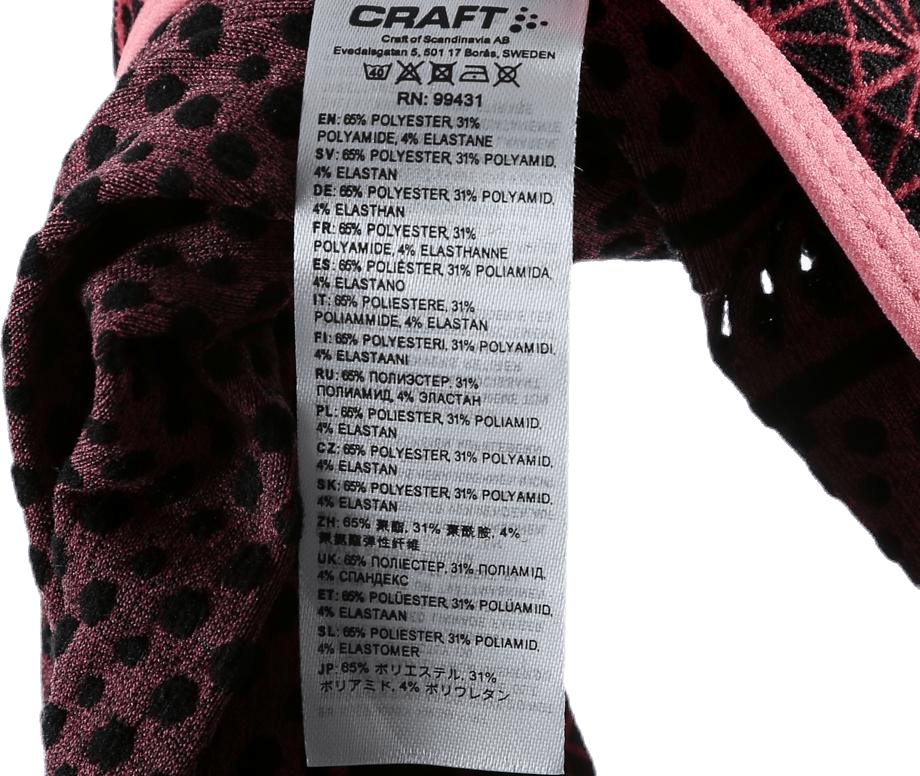 CRAFT
Craft of Scandinavia AB
Evedalsgatan 5, 501 17 Borås, SWEDEN
40
RN: 99431
EN: 65% POLYESTER, 31%
POLYAMIDE, 4% ELASTANE
SV: 65% POLYESTER, 31% POLYAMID,
4% ELASTAN
DE: 65% POLYESTER, 31% POLYAMID,
4% ELASTHAN
FR: 65% POLYESTER, 31%
POLYAMIDE, 4% ELASTHANNE
ES: 65% POLIÉSTER, 31% POLIAMIDA,
4% ELASTANO
IT: 65% POLIESTERE, 31%
POLIAMMIDE, 4% ELASTAN
FI: 65% POLYESTERI, 31% POLYAMIDI,
4% ELASTAANI
RU: 65% ПОЛИЭСТЕР, 31%
ПОЛИАМИД, 4% ЭЛАСТАН
PL: 65% POLIESTER, 31% POLIAMID,
4% ELASTAN
CZ: 65% POLYESTER, 31% POLYAMID,
4% ELASTAN
SK: 65% POLYESTER, 31% POLYAMID,
4% ELASTAN
ZH: 65% 聚酯, 31% 聚酰胺, 4%
聚氨酯弹性纤维
UK: 65% ПОЛІЕСТЕР, 31% ПОЛІАМІД,
4% СПАНДЕКС
ET: 65% POLÜESTER, 31% POLÜAMIID,
4% ELASTAAN
SL: 65% POLIESTER, 31% POLIAMID,
4% ELASTOMER
JP: 65% ポリエステル, 31%
ポリアミド, 4% ポリウレタン